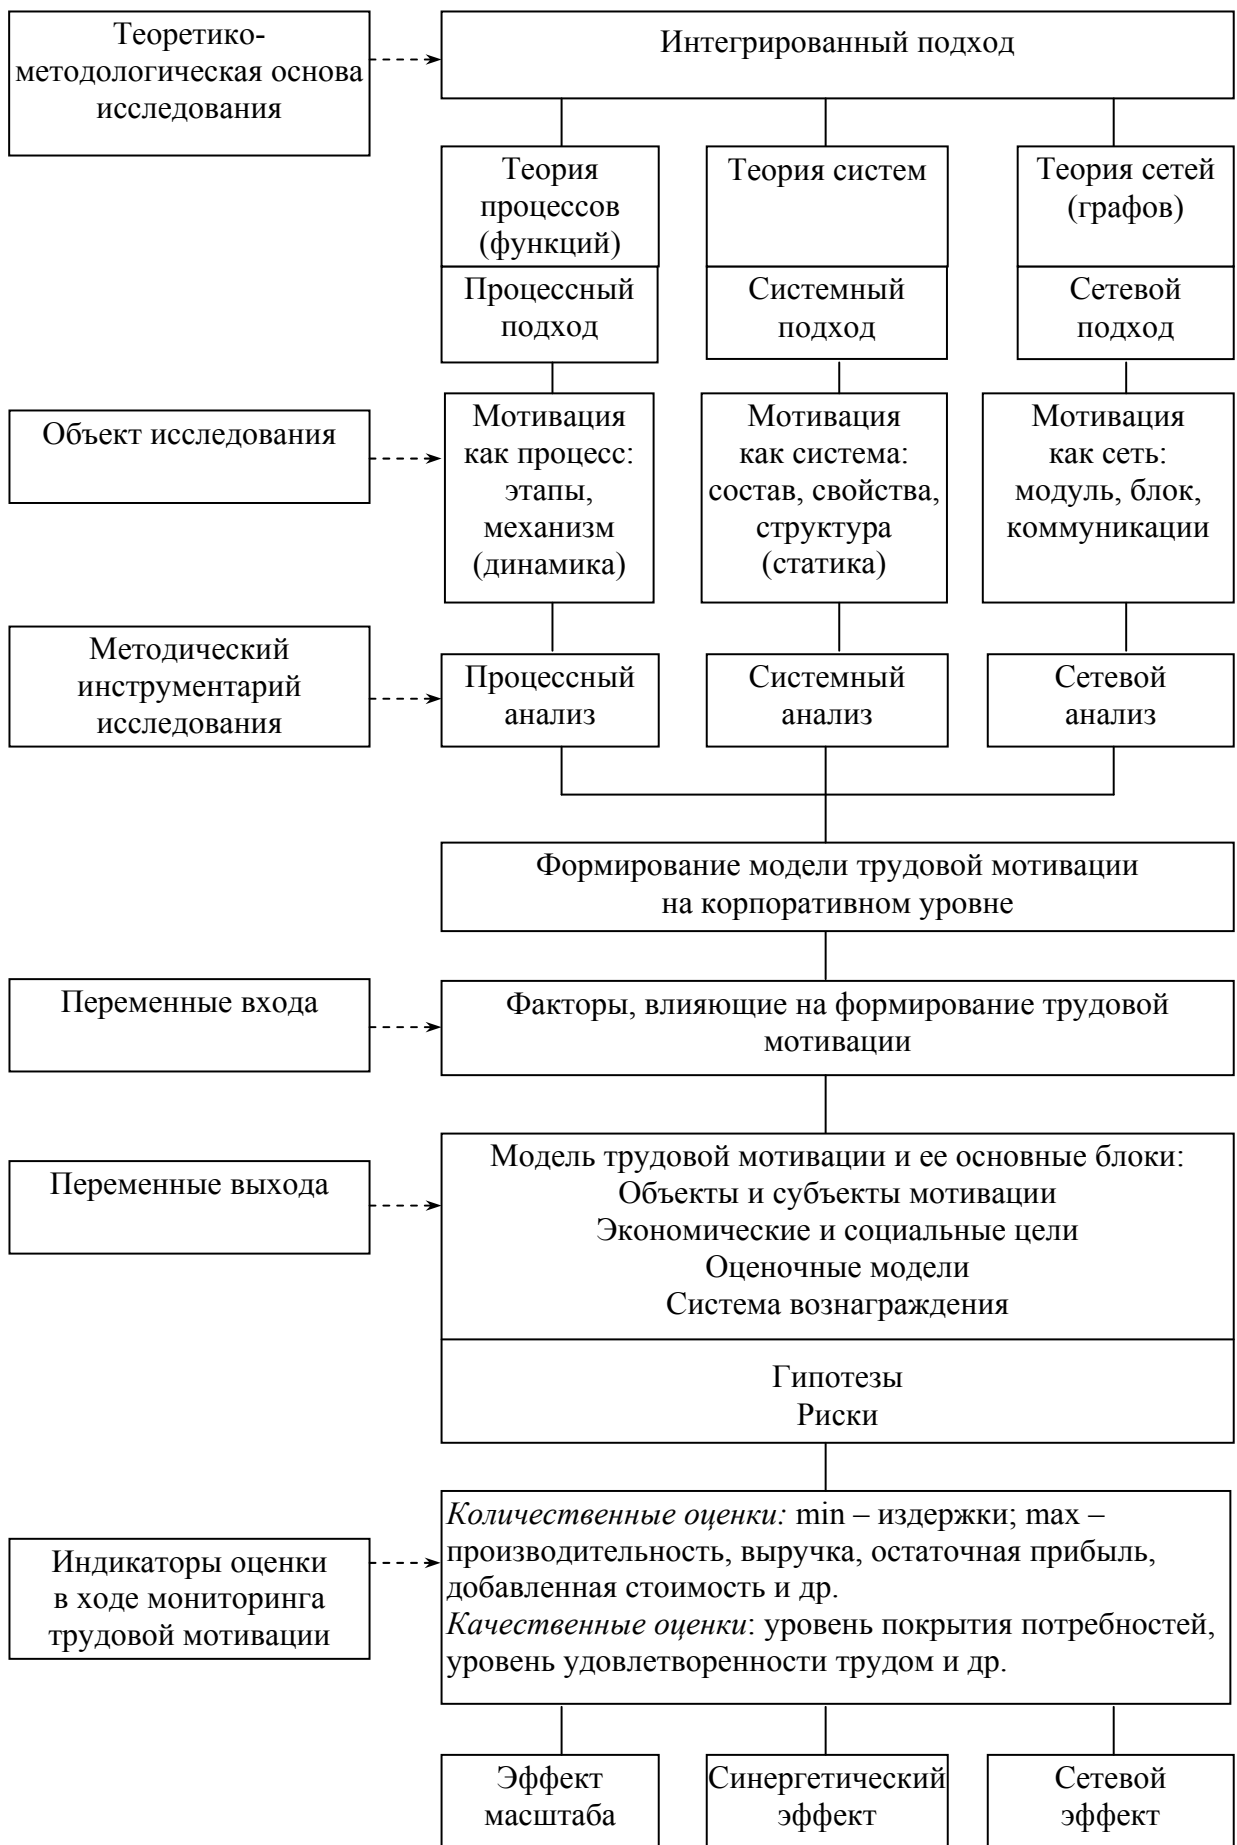 Теоретико-
методологическая основа
исследования
Интегрированный подход
Теория
процессов
(функций)
Теория систем
Теория сетей
(графов)
Процессный
подход
Системный
подход
Сетевой
подход
Объект исследования
Мотивация
как процесс:
этапы,
механизм
(динамика)
Мотивация
как система:
состав, свойства,
структура
(статика)
Мотивация
как сеть:
модуль, блок,
коммуникации
Методический
инструментарий
исследования
Процессный
анализ
Системный
анализ
Сетевой
анализ
Формирование модели трудовой мотивации
на корпоративном уровне
Переменные входа
Факторы, влияющие на формирование трудовой
мотивации
Переменные выхода
Модель трудовой мотивации и ее основные блоки:
Объекты и субъекты мотивации
Экономические и социальные цели
Оценочные модели
Система вознаграждения
Гипотезы
Риски
Индикаторы оценки
в ходе мониторинга
трудовой мотивации
Количественные оценки: min – издержки; max –
производительность, выручка, остаточная прибыль,
добавленная стоимость и др.
Качественные оценки: уровень покрытия потребностей,
уровень удовлетворенности трудом и др.
Эффект
масштаба
Синергетический
эффект
Сетевой
эффект